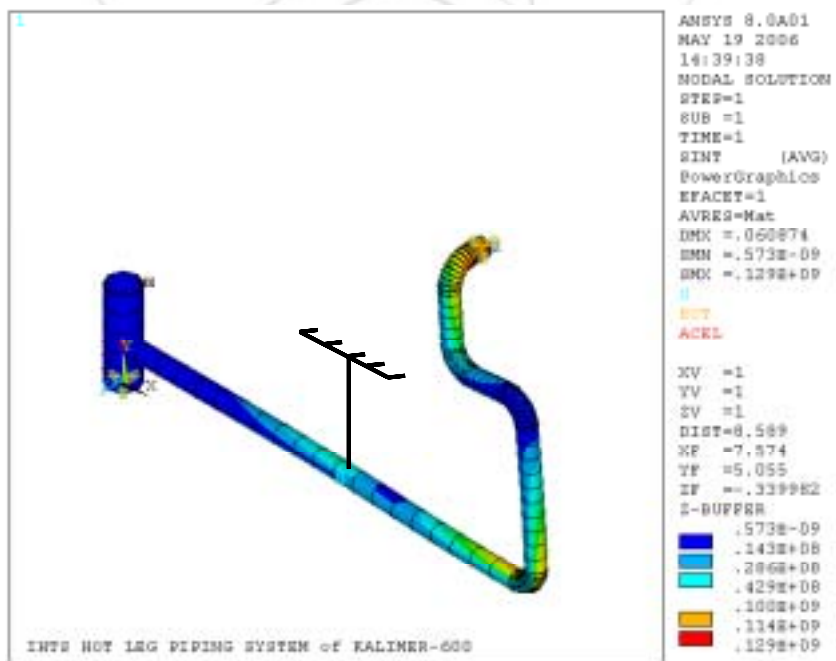 1
ANSYS 8.0A01
MAY 19 2006
14:39:38
NODAL SOLUTION
STEP=1
SUB =1
TIME=1
SINT (AVG)
PowerGraphics
EFACET=1
AVRES=Mat
DMX =.060874
SMN =.573E-09
SMX =.129E+09
U
ROT
ACEL
XV =1
YV =1
ZV =1
DIST=8.589
XF =7.574
YF =5.055
ZF =-.339982
Z-BUFFER
.573E-09
.143E+08
.286E+08
.429E+08
.100E+09
.114E+09
.129E+09
MX
Y
X
IHTS HOT LEG PIPING SYSTEM of KALIMER-600